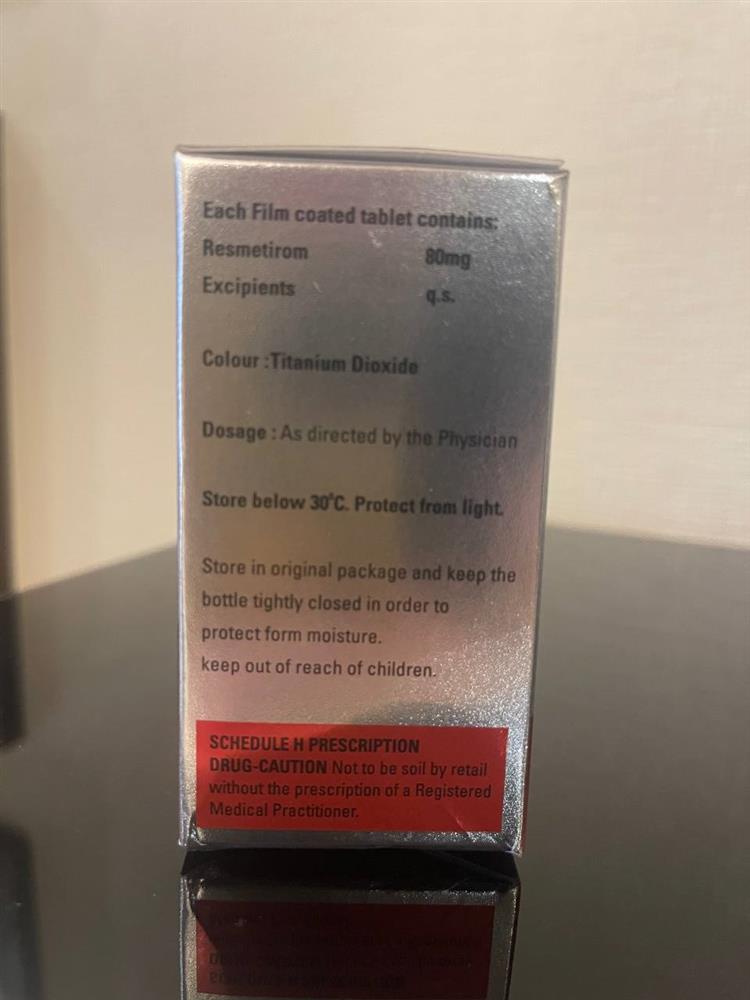 Each Film coated tablet contains:
Resmetirom 80mg
Excipients q.s.
Colour :Titanium Dioxide
Dosage : As directed by the Physician
Store below 30°C. Protect from light.
Store in original package and keep the
bottle tightly closed in order to
protect form moisture.
keep out of reach of children.
SCHEDULE H PRESCRIPTION
DRUG-CAUTION Not to be soil by retail
without the prescription of a Registered
Medical Practitioner.